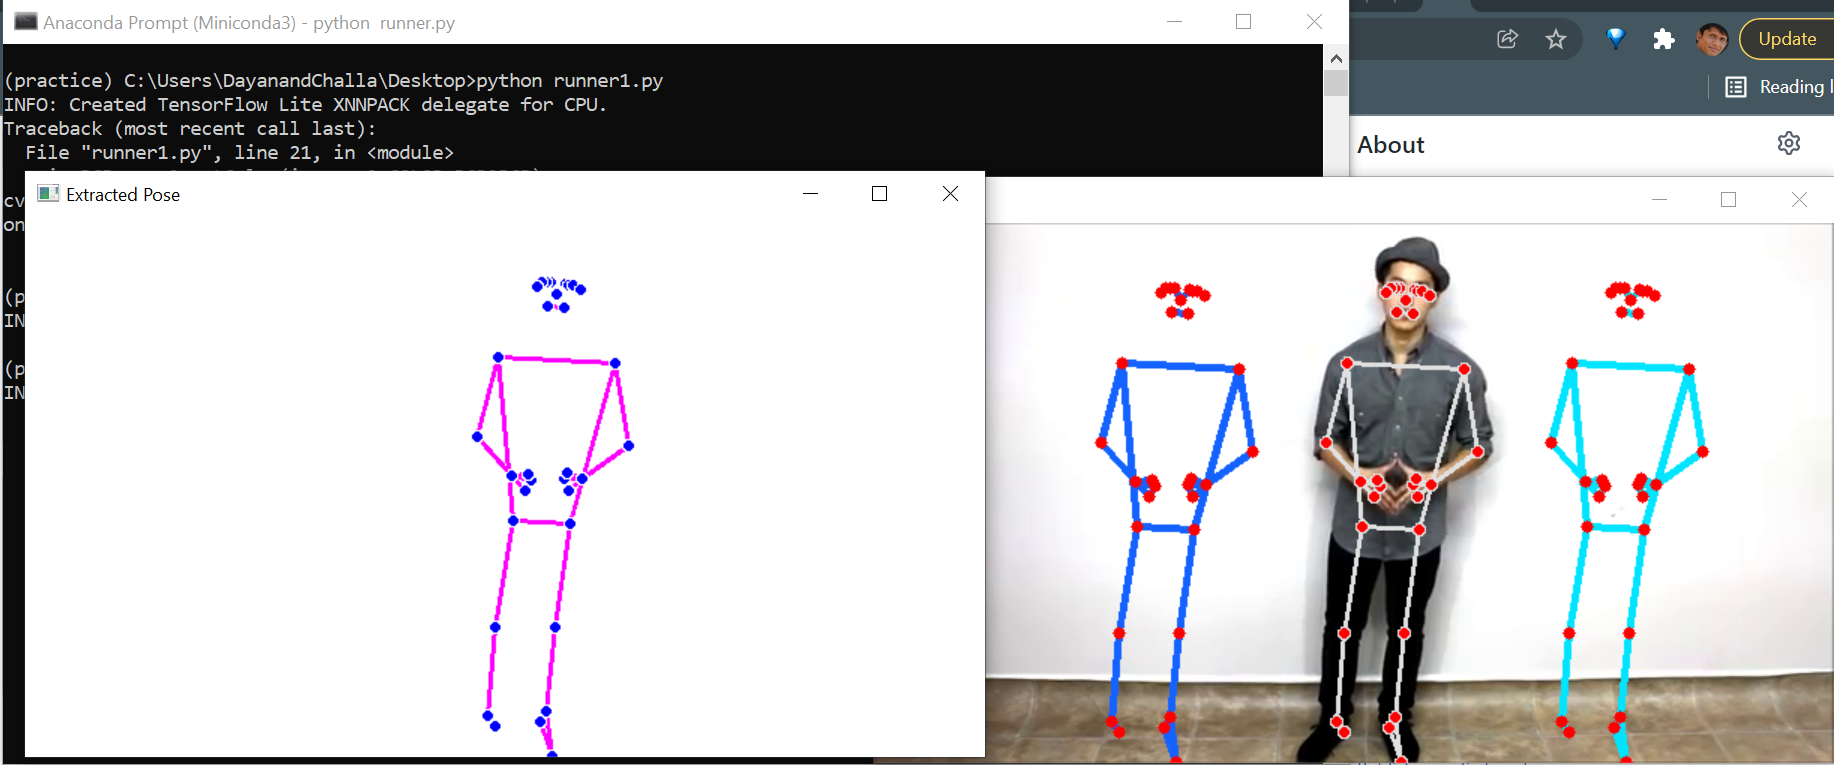 Anaconda Prompt (Miniconda3) - python  runner.py
Update
Reading
(practice) C:\Users\DayanandChalla\Desktop>python runner1.py
INFO: Created TensorFlow Lite XNNPACK delegate for CPU.
Traceback (most recent call last):
  File "runner1.py", line 21, in <module>
About
Extracted Pose
cv
on
(p
IN
(p
IN